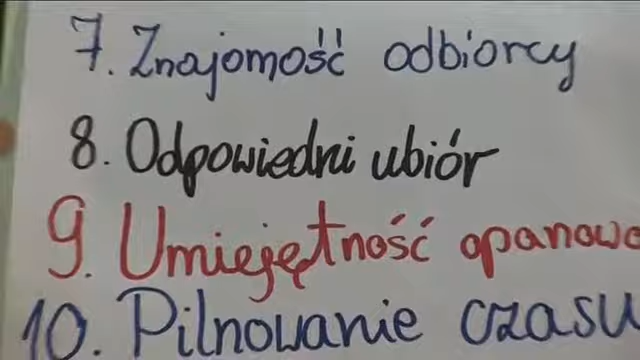 7. Znajomość odbiorcy
8. Odpowiedni ubiór
9. Umiejętność opanowa
10. Pilnowanie czasu